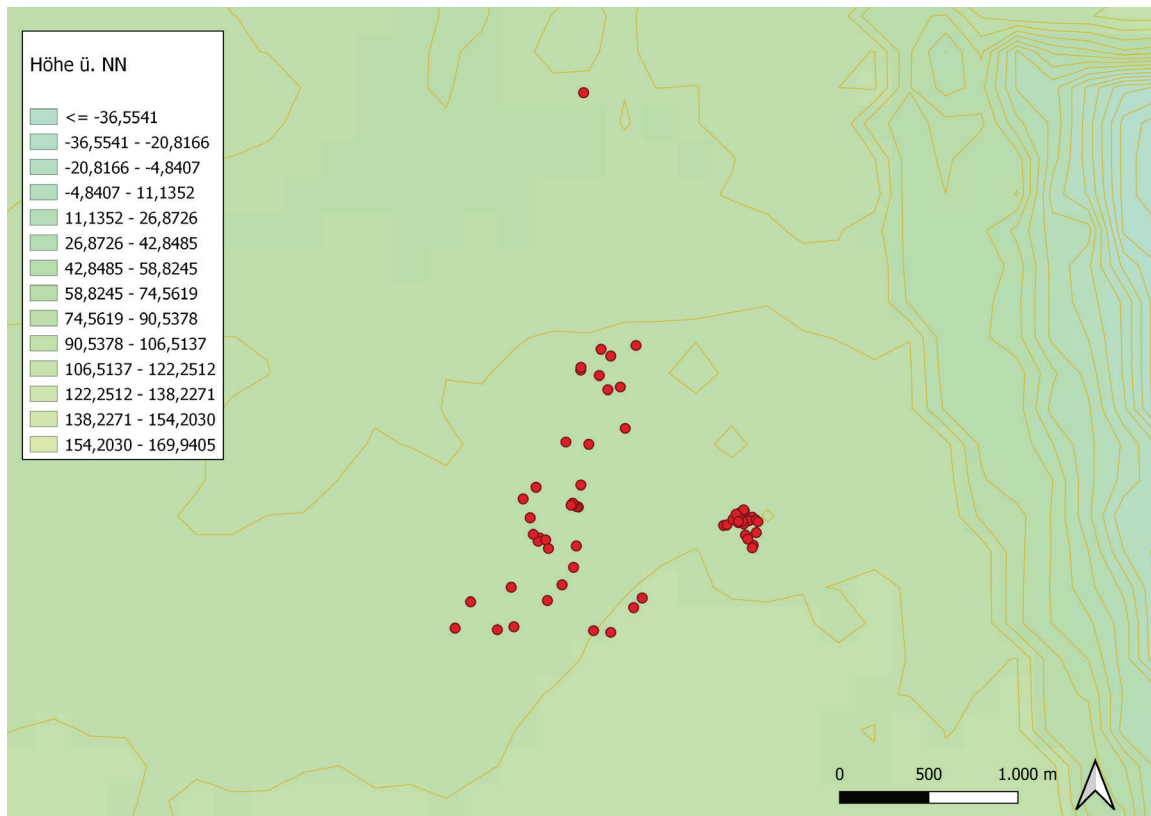 Höhe ü. NN
<= -36,5541
-36,5541 - -20,8166
-20,8166 - -4,8407
-4,8407 - 11,1352
11,1352 - 26,8726
26,8726 - 42,8485
42,8485 - 58,8245
58,8245 - 74,5619
74,5619 - 90,5378
90,5378 - 106,5137
106,5137 - 122,2512
122,2512 - 138,2271
138,2271 - 154,2030
154,2030 - 169,9405
0 500 1.000 m